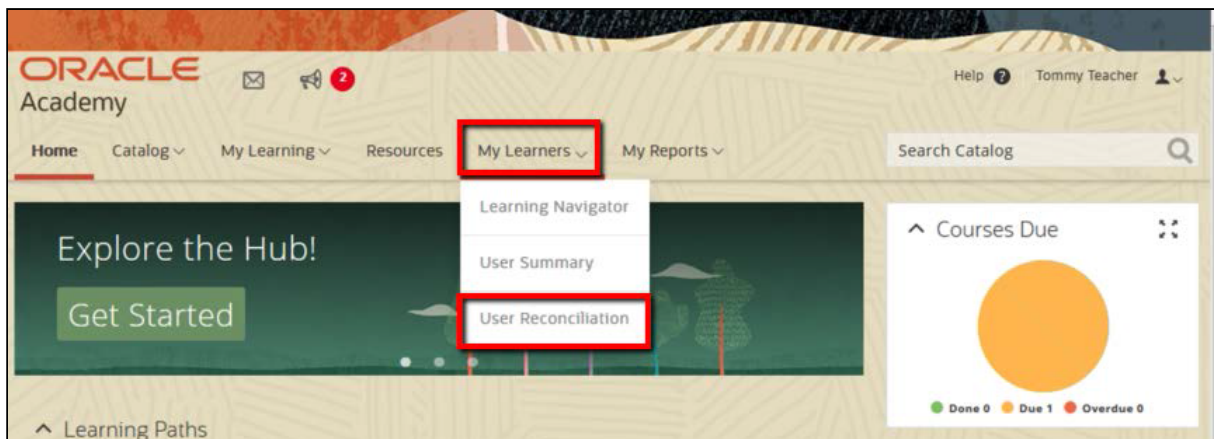 ORACLE
Academy
2
Help ? Tommy Teacher
Home Catalog My Learning Resources My Learners My Reports
Search Catalog
Learning Navigator
User Summary
User Reconciliation
Explore the Hub!
Get Started
Courses Due
Done 0 Due 1 Overdue 0
Learning Paths